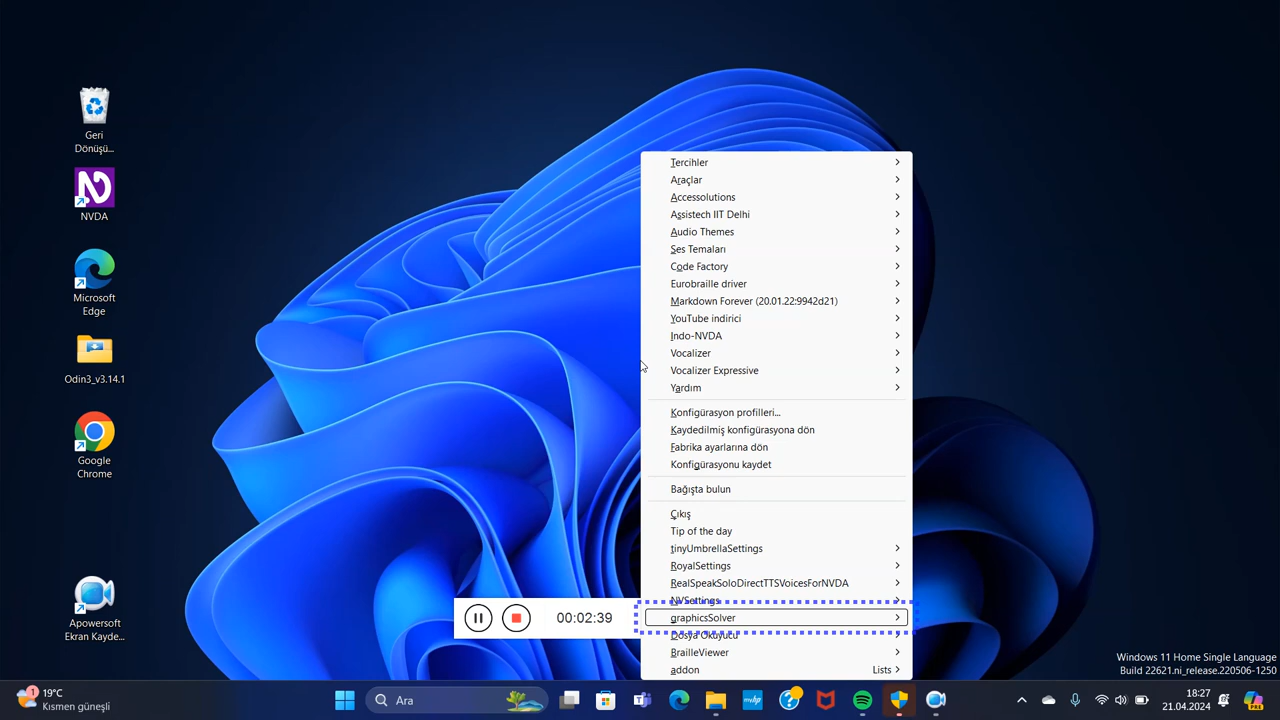 Geri
Dönüşü...
NVDA
Microsoft
Edge
Odin3_v3.14.1
Google
Chrome
Apowersoft
Ekran Kayde...
Tercihler
Araçlar
Accessolutions
Assistech IIT Delhi
Audio Themes
Ses Temaları
Code Factory
Eurobraille driver
Markdown Forever (20.01.22:9942d21)
YouTube indirici
Indo-NVDA
Vocalizer
Vocalizer Expressive
Yardım
Konfigürasyon profilleri...
Kaydedilmiş konfigürasyona dön
Fabrika ayarlarına dön
Konfigürasyonu kaydet
Bağışta bulun
Çıkış
Tip of the day
tinyUmbrellaSettings
RoyalSettings
RealSpeakSoloDirectTTSVoicesForNVDA
NVSettings
graphicsSolver
Dosya Okuyucu
BrailleViewer
addon Lists
00:02:39
Windows 11 Home Single Language
Build 22621.ni_release.220506-1250
1
19°C
Kısmen güneşli
Ara
18:27
21.04.2024